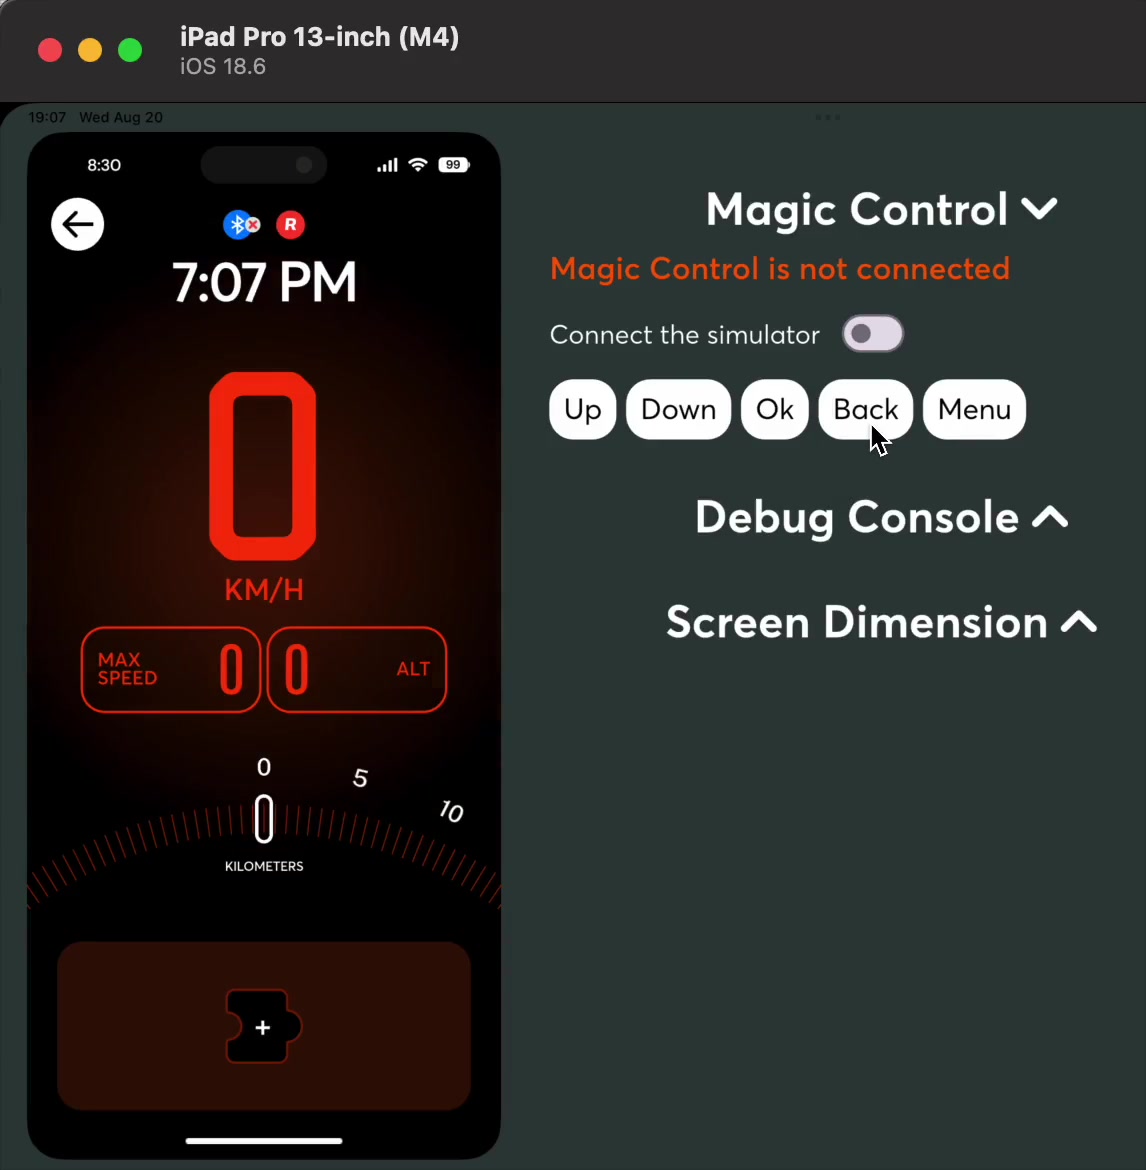 iPad Pro 13-inch (M4)
iOS 18.6
19:07 Wed Aug 20
8:30
99
R
7:07 PM
0
KM/H
MAX
SPEED
0
0
ALT
0
5
10
0
KILOMETERS
+
Magic Control
Magic Control is not connected
Connect the simulator
Up Down Ok Back Menu
Debug Console
Screen Dimension